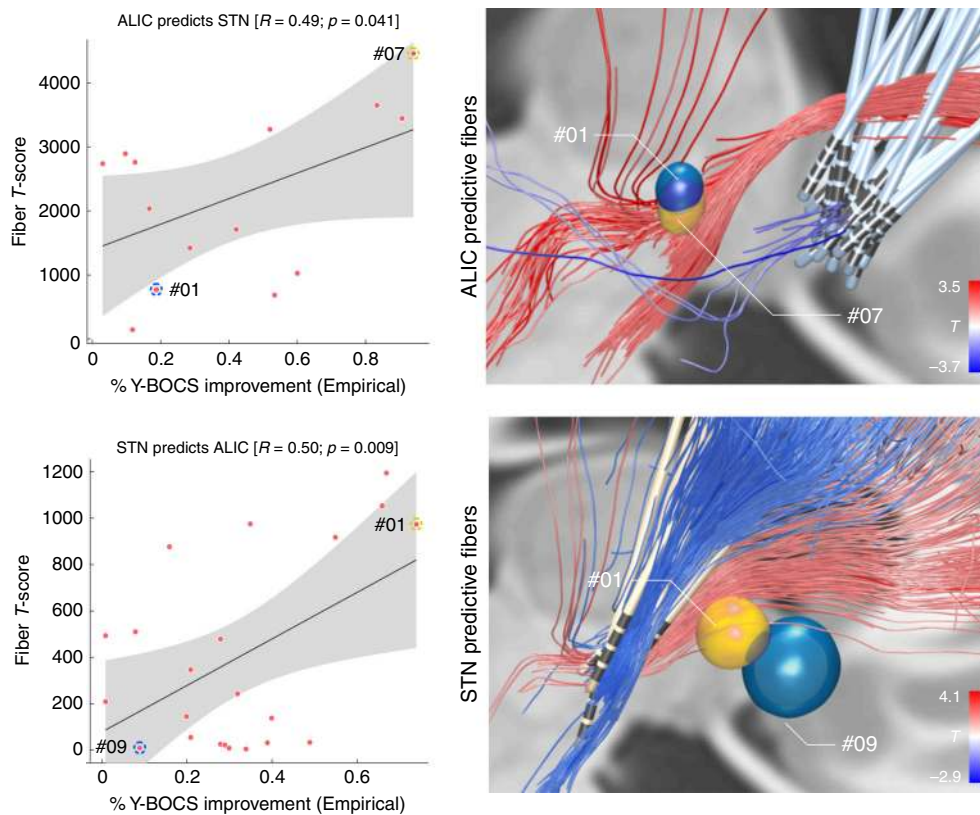 ALIC predicts STN [R = 0.49; p = 0.041]
4000
3000
2000
1000
0
Fiber T-score
#07
#01
0 0.2 0.4 0.6 0.8
% Y-BOCS improvement (Empirical)
ALIC predictive fibers
#01
#07
3.5
T
–3.7
STN predicts ALIC [R = 0.50; p = 0.009]
1200
1000
800
600
400
200
0
Fiber T-score
#01
#09
0 0.2 0.4 0.6
% Y-BOCS improvement (Empirical)
STN predictive fibers
#01
#09
4.1
T
–2.9